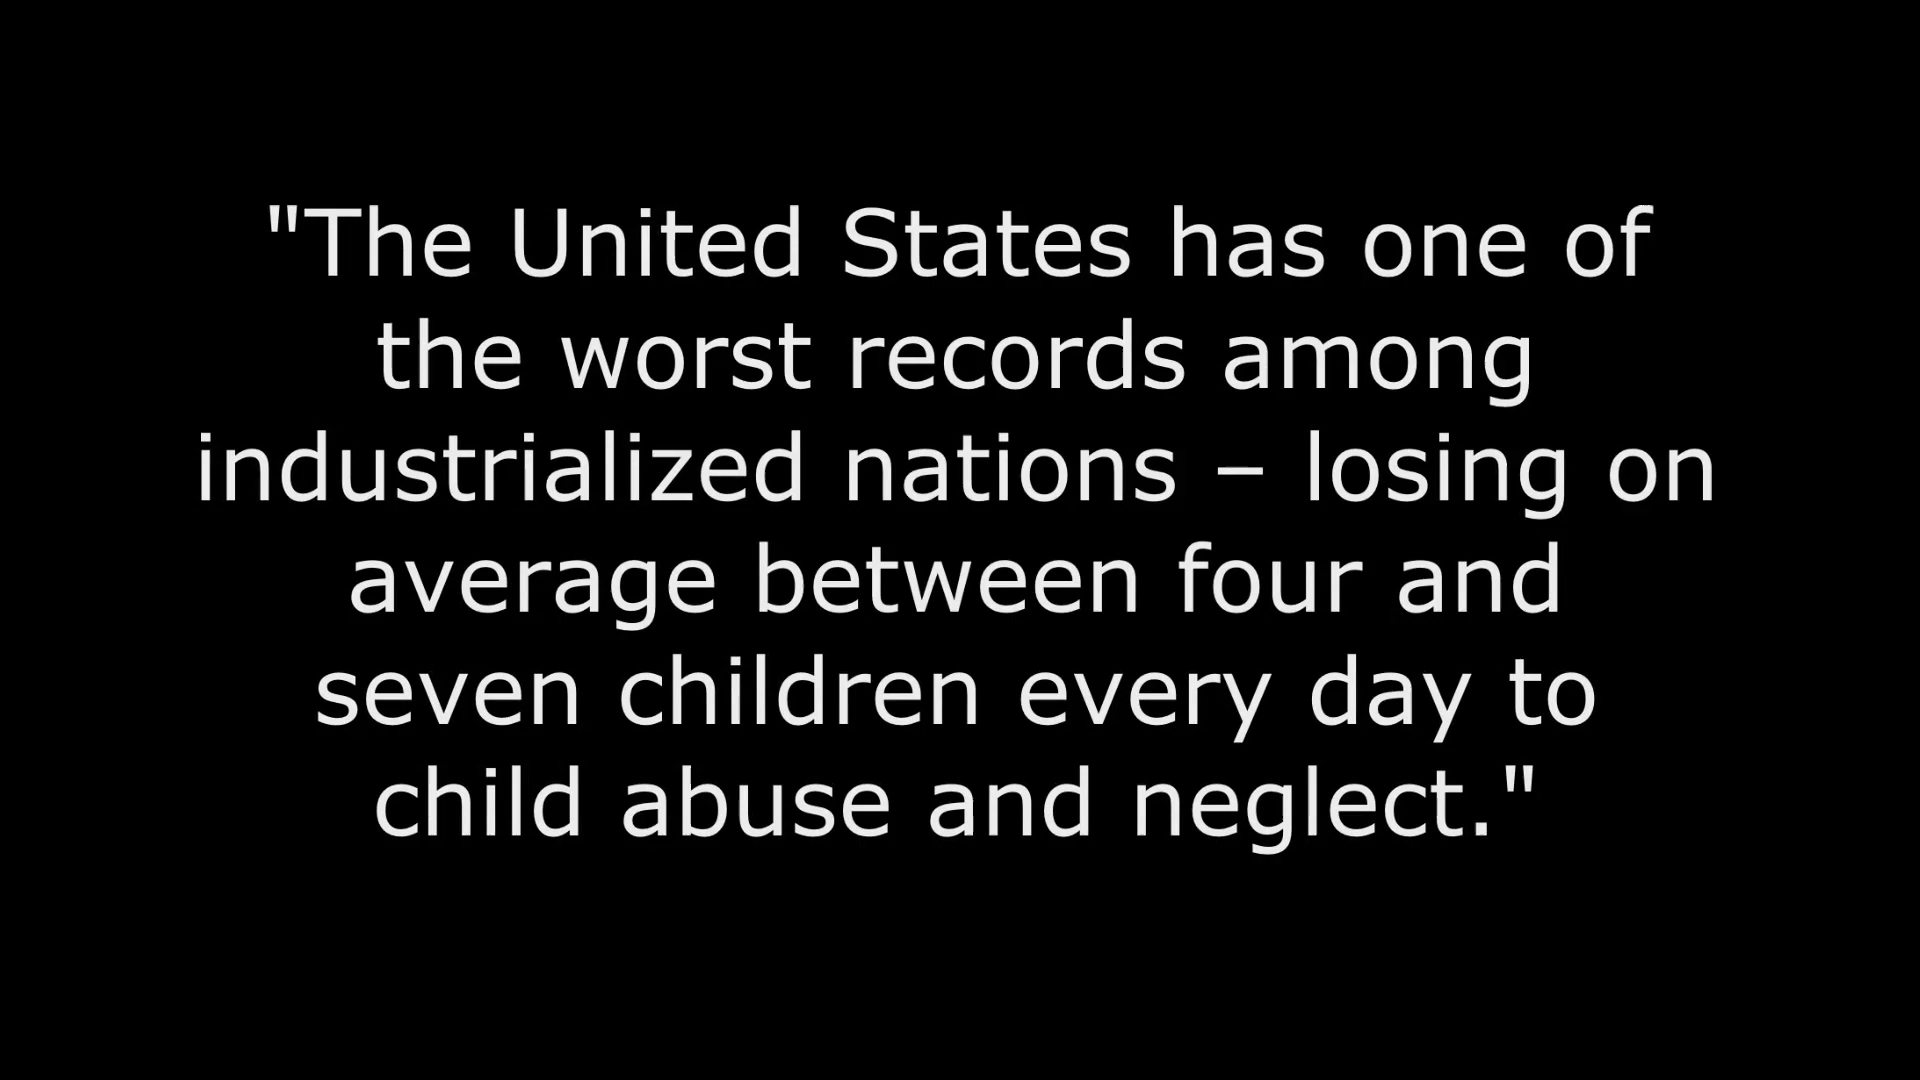 "The United States has one of
the worst records among
industrialized nations – losing on
average between four and
seven children every day to
child abuse and neglect."